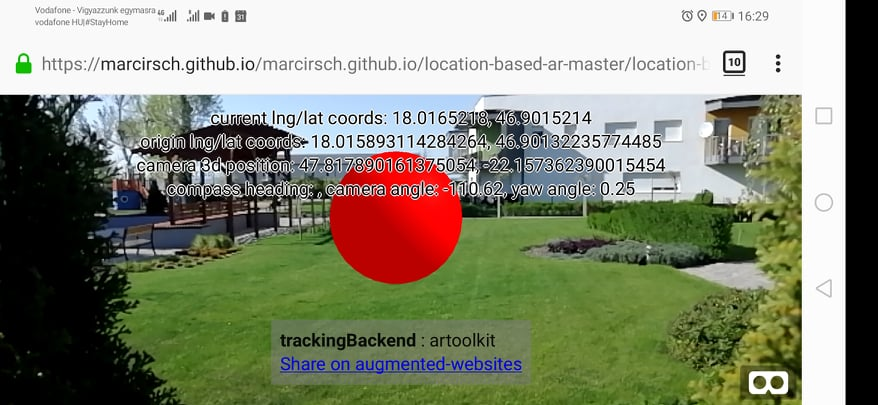 Vodafone - Vigyazzunk egymasra
vodafone HU|#StayHome
4G
31
14
16:29
https://marcirsch.github.io/marcirsch.github.io/location-based-ar-master/location-b
10
current lng/lat coords: 18.0165218, 46.9015214
origin lng/lat coords: 18.015893114284264, 46.90132235774485
camera 3d position: 47.817890161375054, -22.157362390015454
compass heading: , camera angle: -110.62, yaw angle: 0.25
trackingBackend : artoolkit
Share on augmented-websites